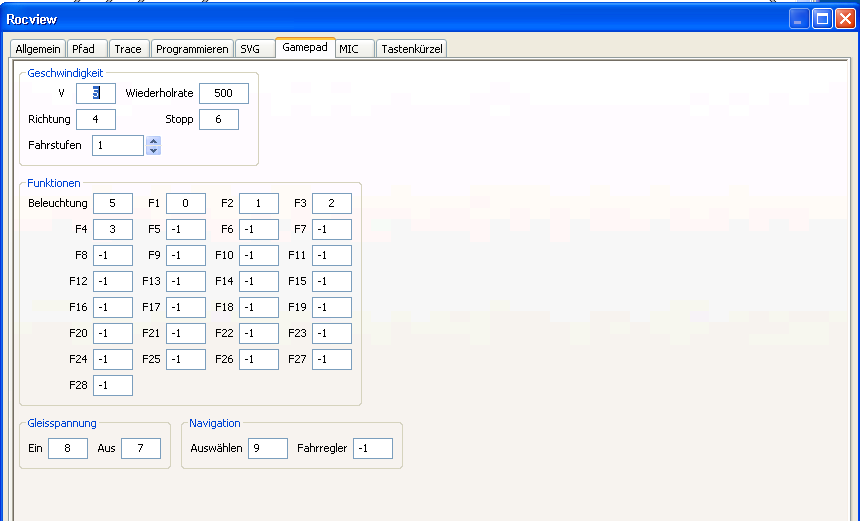 Rocview
Allgemein Pfad Trace Programmieren SVG Gamepad MIC Tastenkürzel
Geschwindigkeit
V 5 Wiederholrate 500
Richtung 4 Stopp 6
Fahrstufen 1
Funktionen
Beleuchtung 5 F1 0 F2 1 F3 2
F4 3 F5 -1 F6 -1 F7 -1
F8 -1 F9 -1 F10 -1 F11 -1
F12 -1 F13 -1 F14 -1 F15 -1
F16 -1 F17 -1 F18 -1 F19 -1
F20 -1 F21 -1 F22 -1 F23 -1
F24 -1 F25 -1 F26 -1 F27 -1
F28 -1
Gleisspannung Navigation
Ein 8 Aus 7 Auswählen 9 Fahrregler -1